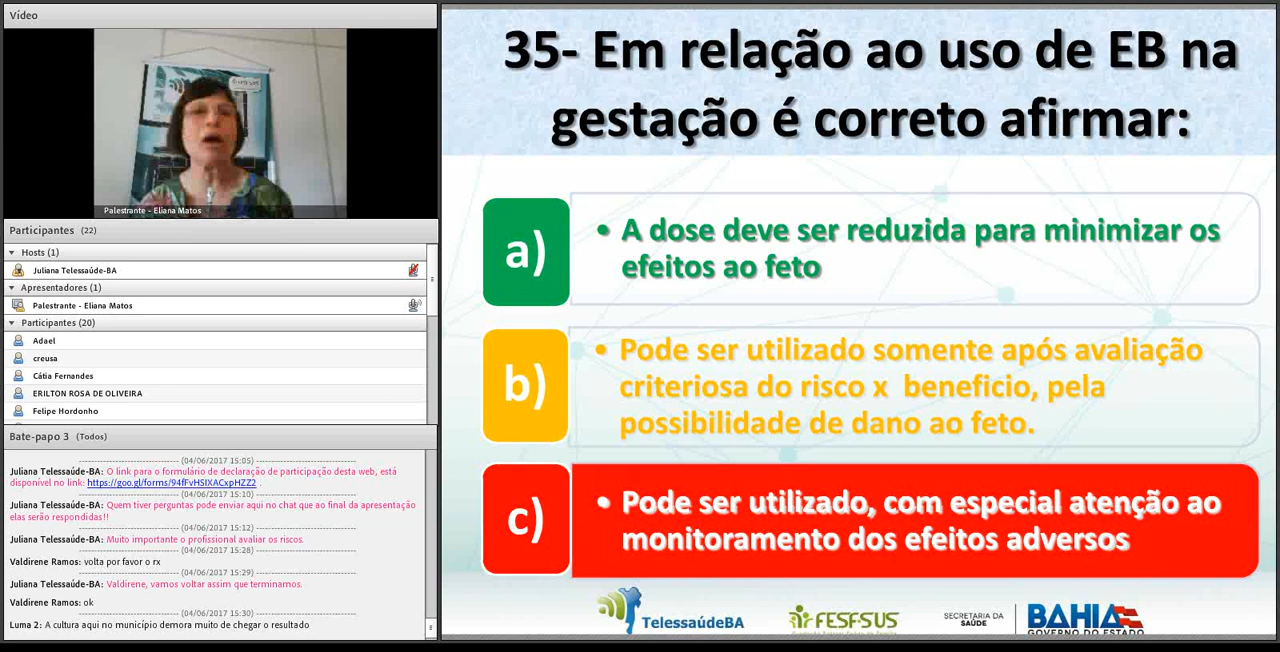 Vídeo
Palestrante - Eliana Matos
Participantes (22)
Hosts (1)
Juliana Telessaúde-BA
Apresentadores (1)
Palestrante - Eliana Matos
Participantes (20)
Adael
creusa
Cátia Fernandes
ERILTON ROSA DE OLIVEIRA
Felipe Hordonho
Bate-papo 3 (Todos)
(04/06/2017 15:05)
Juliana Telessaúde-BA: O link para o formulário de declaração de participação desta web, está
disponível no link: https://goo.gl/forms/94fFvHSIXACxpHZZ2 .
(04/06/2017 15:10)
Juliana Telessaúde-BA: Quem tiver perguntas pode enviar aqui no chat que ao final da apresentação
elas serão respondidas!!
(04/06/2017 15:12)
Juliana Telessaúde-BA: Muito importante o profissional avaliar os riscos.
(04/06/2017 15:28)
Valdirene Ramos: volta por favor o rx
(04/06/2017 15:29)
Juliana Telessaúde-BA: Valdirene, vamos voltar assim que terminarmos.
Valdirene Ramos: ok
(04/06/2017 15:30)
Luma 2: A cultura aqui no município demora muito de chegar o resultado
35- Em relação ao uso de EB na
gestação é correto afirmar:
a)
• A dose deve ser reduzida para minimizar os
efeitos ao feto
b)
• Pode ser utilizado somente após avaliação
criteriosa do risco x beneficio, pela
possibilidade de dano ao feto.
c)
• Pode ser utilizado, com especial atenção ao
monitoramento dos efeitos adversos
TelessaúdeBA
FESF-SUS
SECRETARIA DA
SAÚDE
BAHIA
GOVERNO DO ESTADO